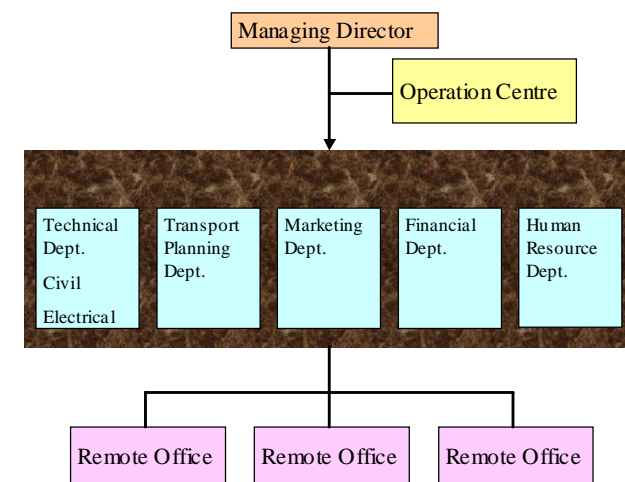 Managing Director
Operation Centre
Technical
Dept.
Civil
Electrical
Transport
Planning
Dept.
Marketing
Dept.
Financial
Dept.
Human
Resource
Dept.
Remote Office
Remote Office
Remote Office